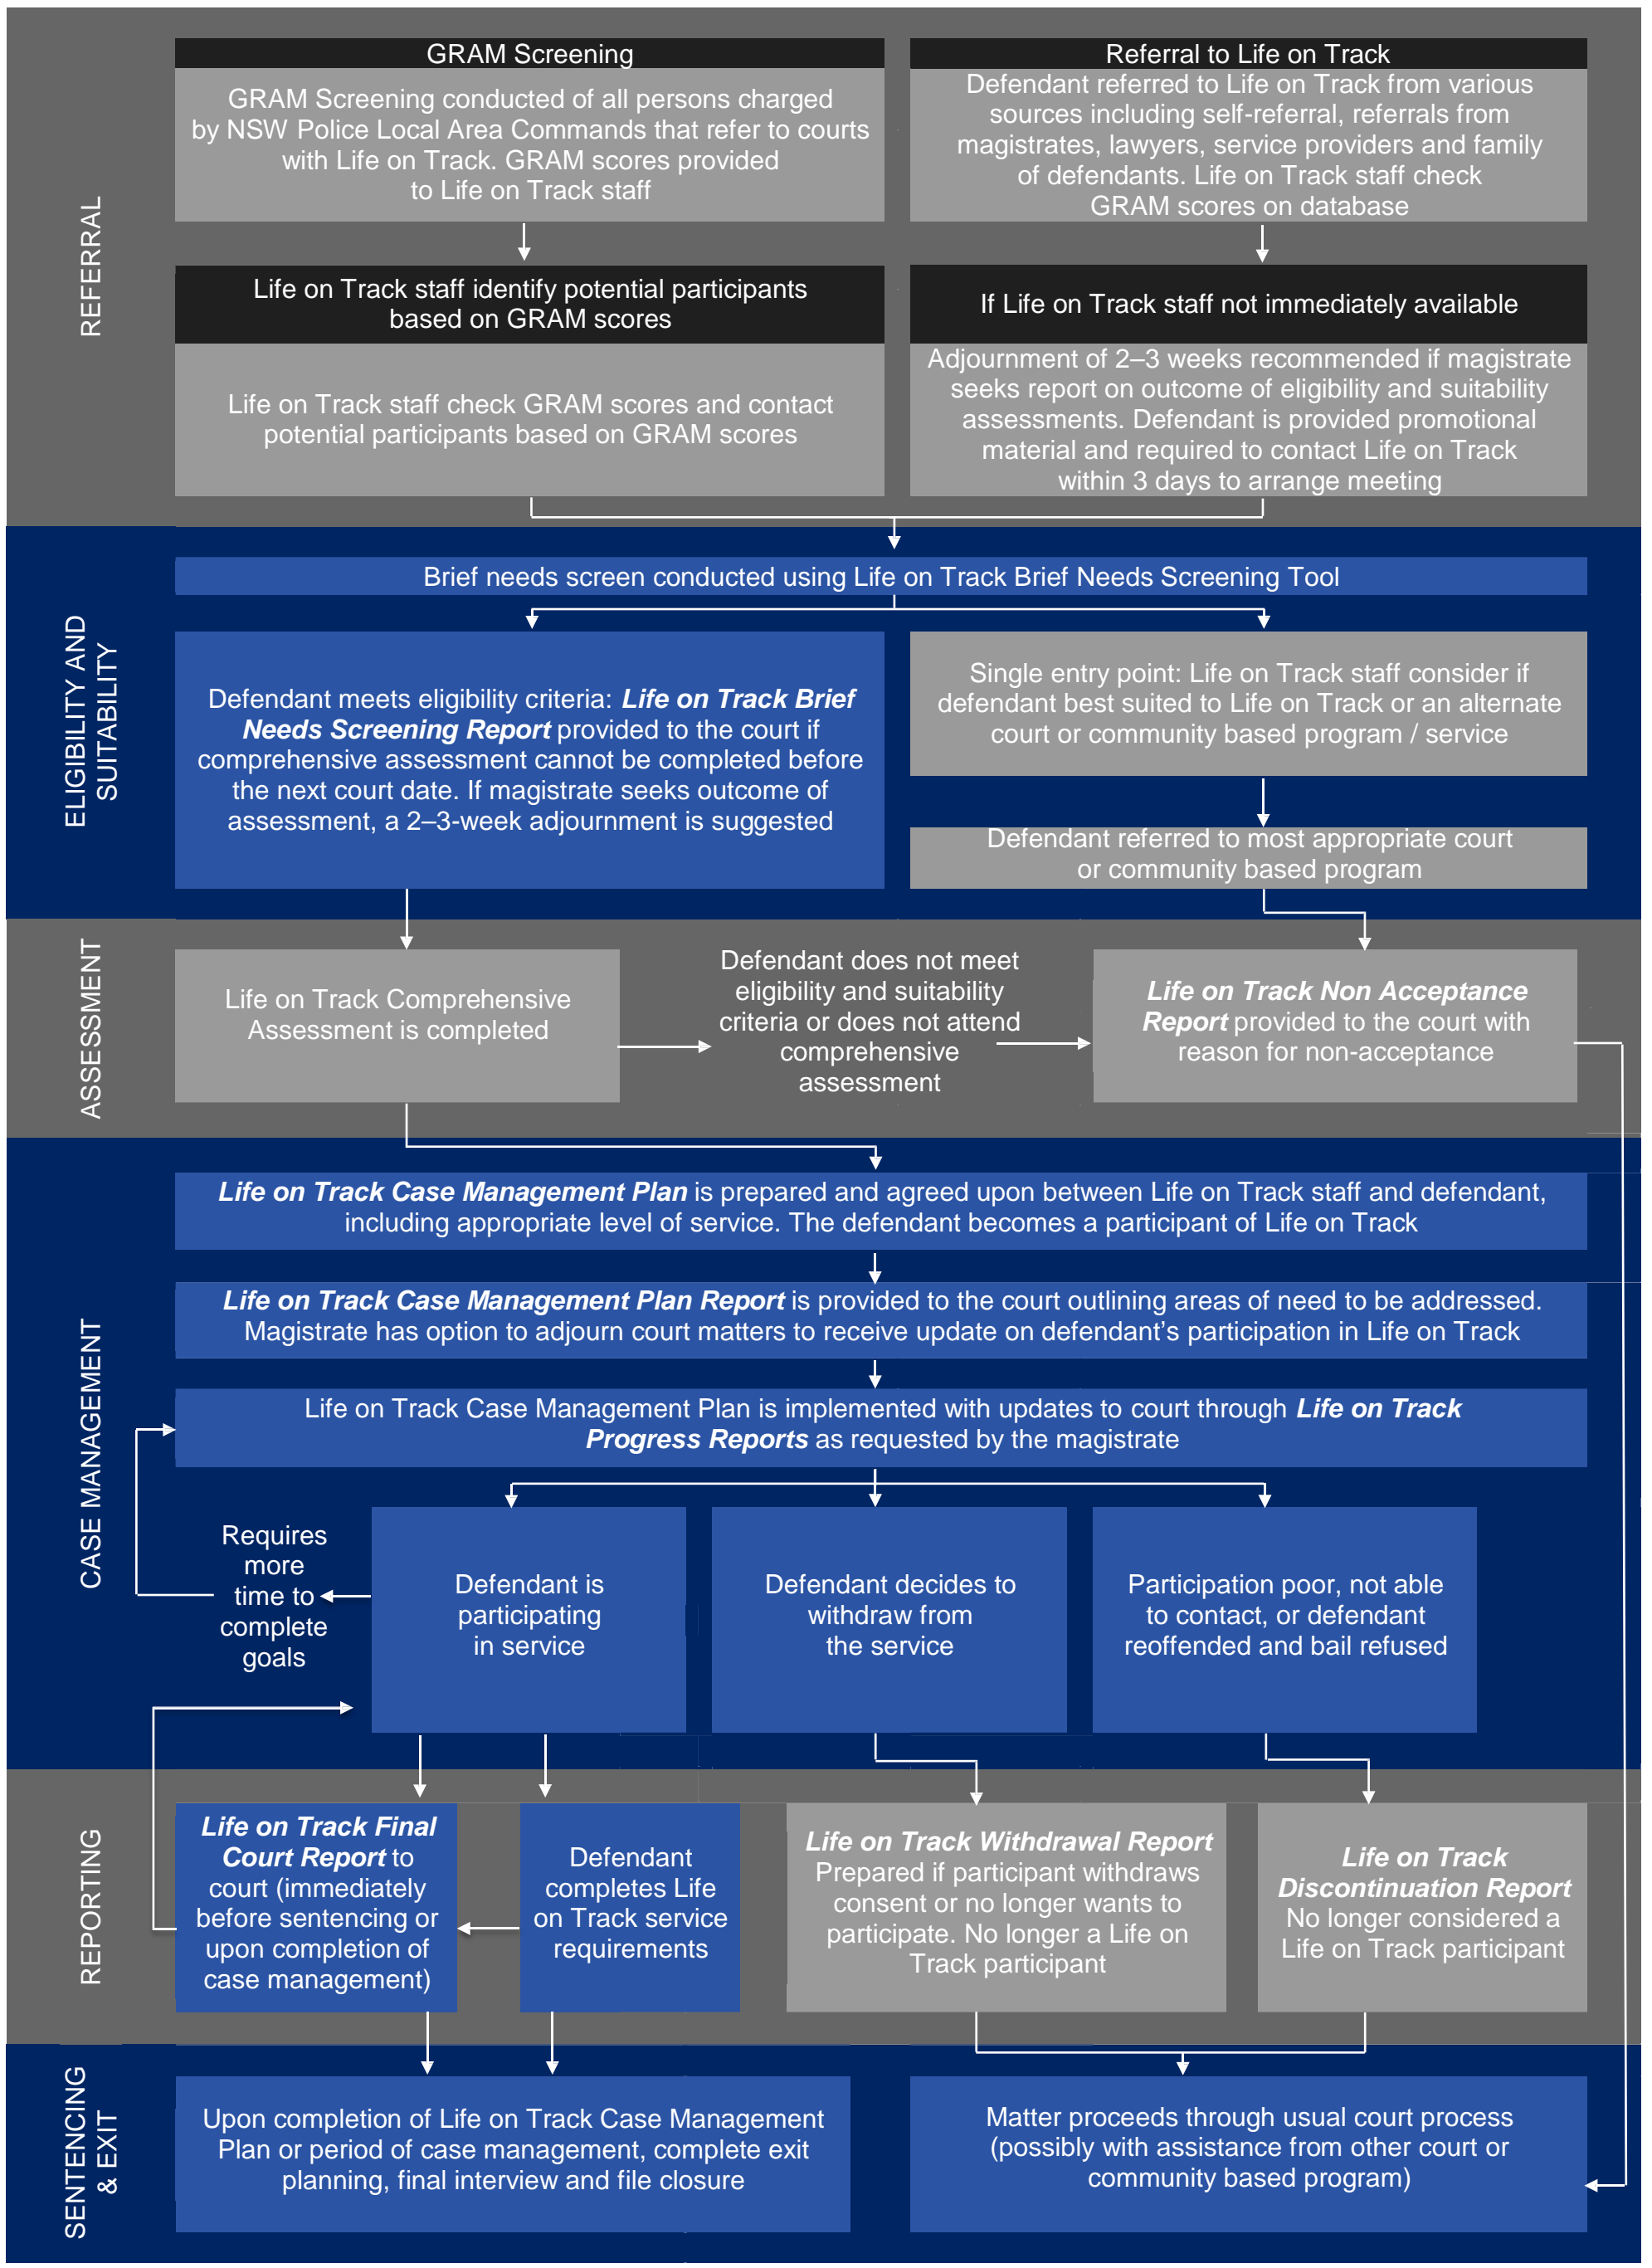 REFERRAL
GRAM Screening
GRAM Screening conducted of all persons charged
by NSW Police Local Area Commands that refer to courts
with Life on Track. GRAM scores provided
to Life on Track staff
Referral to Life on Track
Defendant referred to Life on Track from various
sources including self-referral, referrals from
magistrates, lawyers, service providers and family
of defendants. Life on Track staff check
GRAM scores on database
Life on Track staff identify potential participants
based on GRAM scores
Life on Track staff check GRAM scores and contact
potential participants based on GRAM scores
If Life on Track staff not immediately available
Adjournment of 2–3 weeks recommended if magistrate
seeks report on outcome of eligibility and suitability
assessments. Defendant is provided promotional
material and required to contact Life on Track
within 3 days to arrange meeting
ELIGIBILITY AND
SUITABILITY
Brief needs screen conducted using Life on Track Brief Needs Screening Tool
Defendant meets eligibility criteria: Life on Track Brief
Needs Screening Report provided to the court if
comprehensive assessment cannot be completed before
the next court date. If magistrate seeks outcome of
assessment, a 2–3-week adjournment is suggested
Single entry point: Life on Track staff consider if
defendant best suited to Life on Track or an alternate
court or community based program / service
Defendant referred to most appropriate court
or community based program
ASSESSMENT
Life on Track Comprehensive
Assessment is completed
Defendant does not meet
eligibility and suitability
criteria or does not attend
comprehensive
assessment
Life on Track Non Acceptance
Report provided to the court with
reason for non-acceptance
CASE MANAGEMENT
Life on Track Case Management Plan is prepared and agreed upon between Life on Track staff and defendant,
including appropriate level of service. The defendant becomes a participant of Life on Track
Life on Track Case Management Plan Report is provided to the court outlining areas of need to be addressed.
Magistrate has option to adjourn court matters to receive update on defendant’s participation in Life on Track
Life on Track Case Management Plan is implemented with updates to court through Life on Track
Progress Reports as requested by the magistrate
Requires
more
time to
complete
goals
Defendant is
participating
in service
Defendant decides to
withdraw from
the service
Participation poor, not able
to contact, or defendant
reoffended and bail refused
REPORTING
Life on Track Final
Court Report to
court (immediately
before sentencing or
upon completion of
case management)
Defendant
completes Life
on Track service
requirements
Life on Track Withdrawal Report
Prepared if participant withdraws
consent or no longer wants to
participate. No longer a Life on
Track participant
Life on Track
Discontinuation Report
No longer considered a
Life on Track participant
SENTENCING
& EXIT
Upon completion of Life on Track Case Management
Plan or period of case management, complete exit
planning, final interview and file closure
Matter proceeds through usual court process
(possibly with assistance from other court or
community based program)